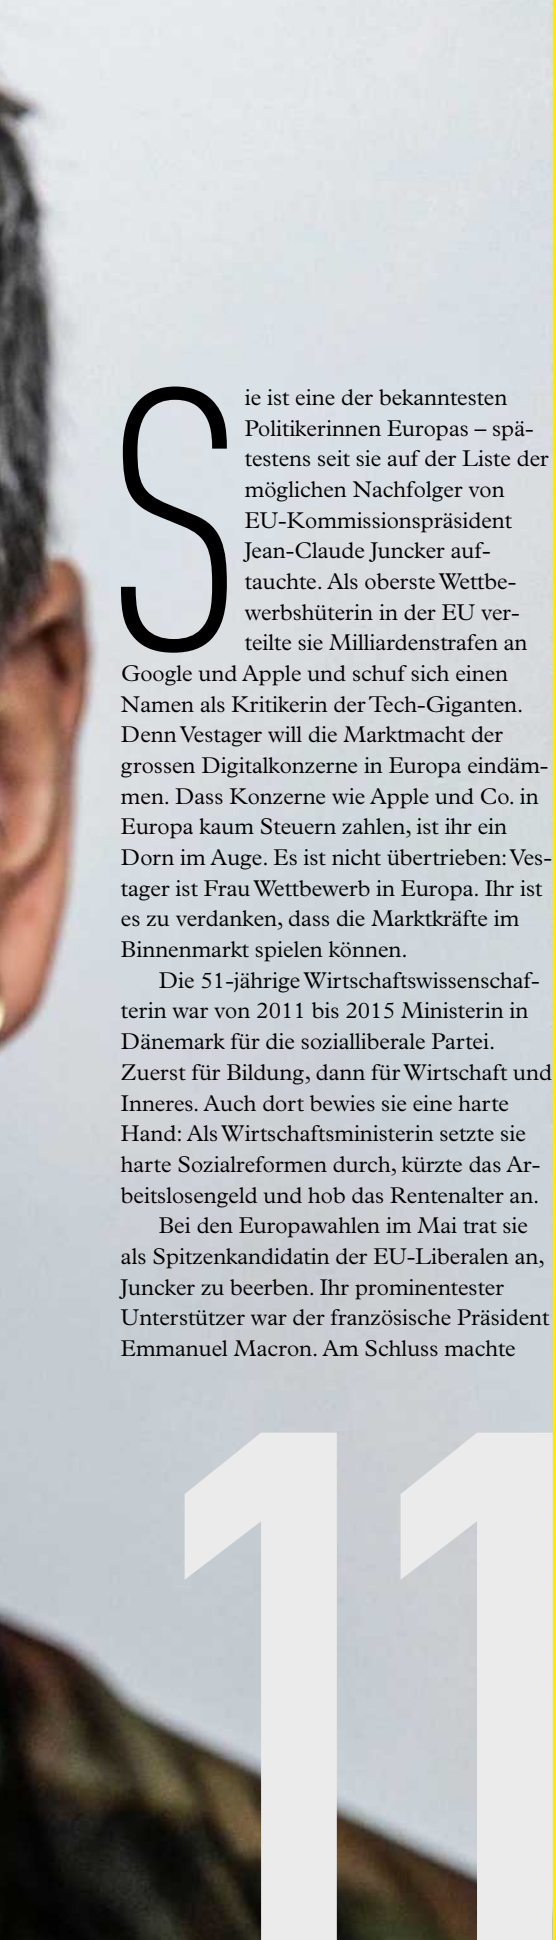 Sie ist eine der bekanntesten
Politikerinnen Europas – spä-
testens seit sie auf der Liste der
möglichen Nachfolger von
EU-Kommissionspräsident
Jean-Claude Juncker auf-
tauchte. Als oberste Wettbe-
werbshüterin in der EU ver-
teilte sie Milliardenstrafen an
Google und Apple und schuf sich einen
Namen als Kritikerin der Tech-Giganten.
Denn Vestager will die Marktmacht der
grossen Digitalkonzerne in Europa eindäm-
men. Dass Konzerne wie Apple und Co. in
Europa kaum Steuern zahlen, ist ihr ein
Dorn im Auge. Es ist nicht übertrieben: Ves-
tager ist Frau Wettbewerb in Europa. Ihr ist
es zu verdanken, dass die Marktkräfte im
Binnenmarkt spielen können.
Die 51-jährige Wirtschaftswissenschaf-
terin war von 2011 bis 2015 Ministerin in
Dänemark für die sozialliberale Partei.
Zuerst für Bildung, dann für Wirtschaft und
Inneres. Auch dort bewies sie eine harte
Hand: Als Wirtschaftsministerin setzte sie
harte Sozialreformen durch, kürzte das Ar-
beitslosengeld und hob das Rentenalter an.
Bei den Europawahlen im Mai trat sie
als Spitzenkandidatin der EU-Liberalen an,
Juncker zu beerben. Ihr prominentester
Unterstützer war der französische Präsident
Emmanuel Macron. Am Schluss machte
11